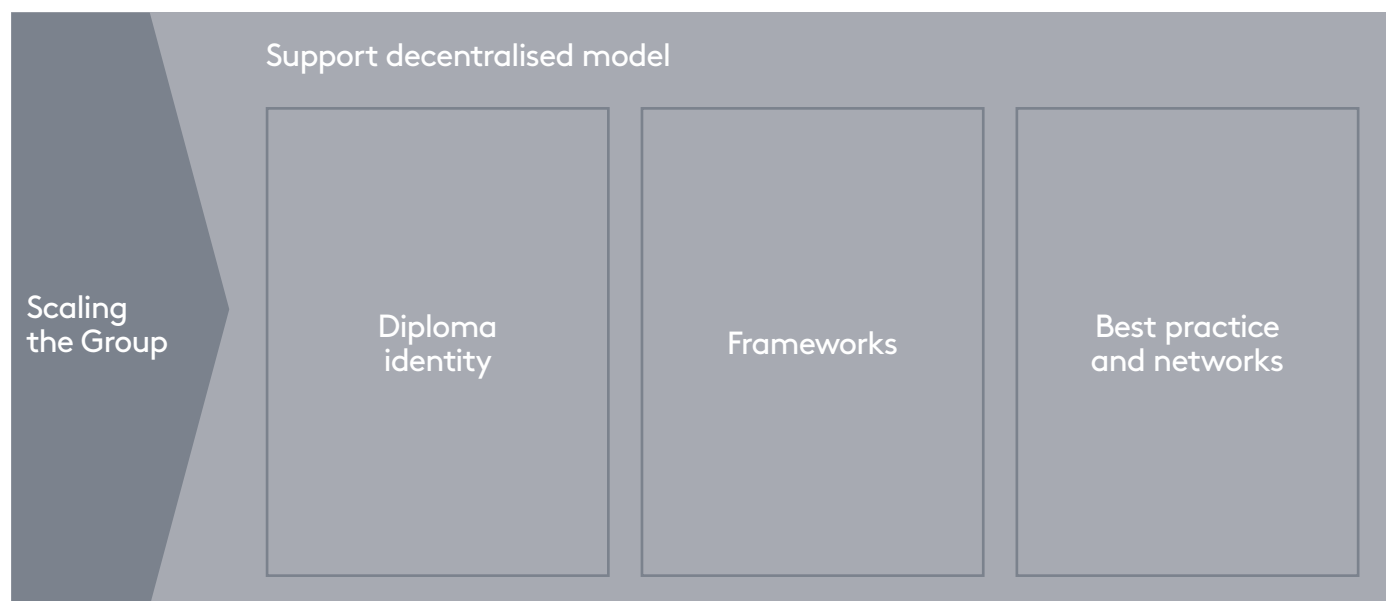 Support decentralised model
Scaling
the Group
Diploma
identity
Frameworks
Best practice
and networks